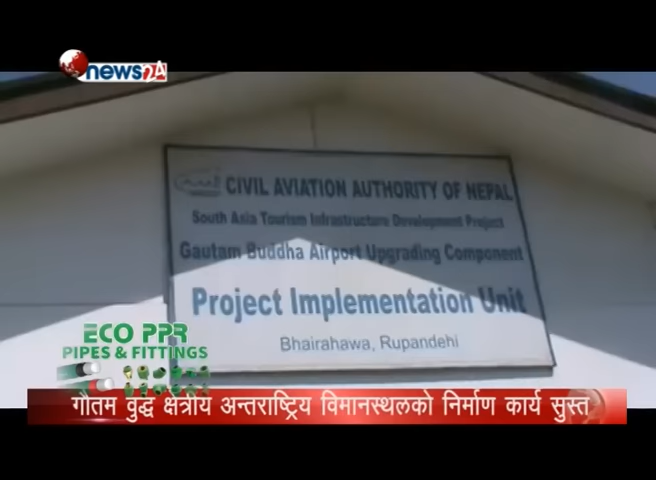 news24
CIVIL AVIATION AUTHORITY OF NEPAL
South Asia Tourism Infrastructure Development Project
Gautam Buddha Airport Upgrading Component
Project Implementation Unit
Bhairahawa, Rupandehi
ECO PPR
PIPES & FITTINGS
गौतम वुद्ध क्षेत्रीय अन्तराष्ट्रिय विमानस्थलको निर्माण कार्य सुस्त